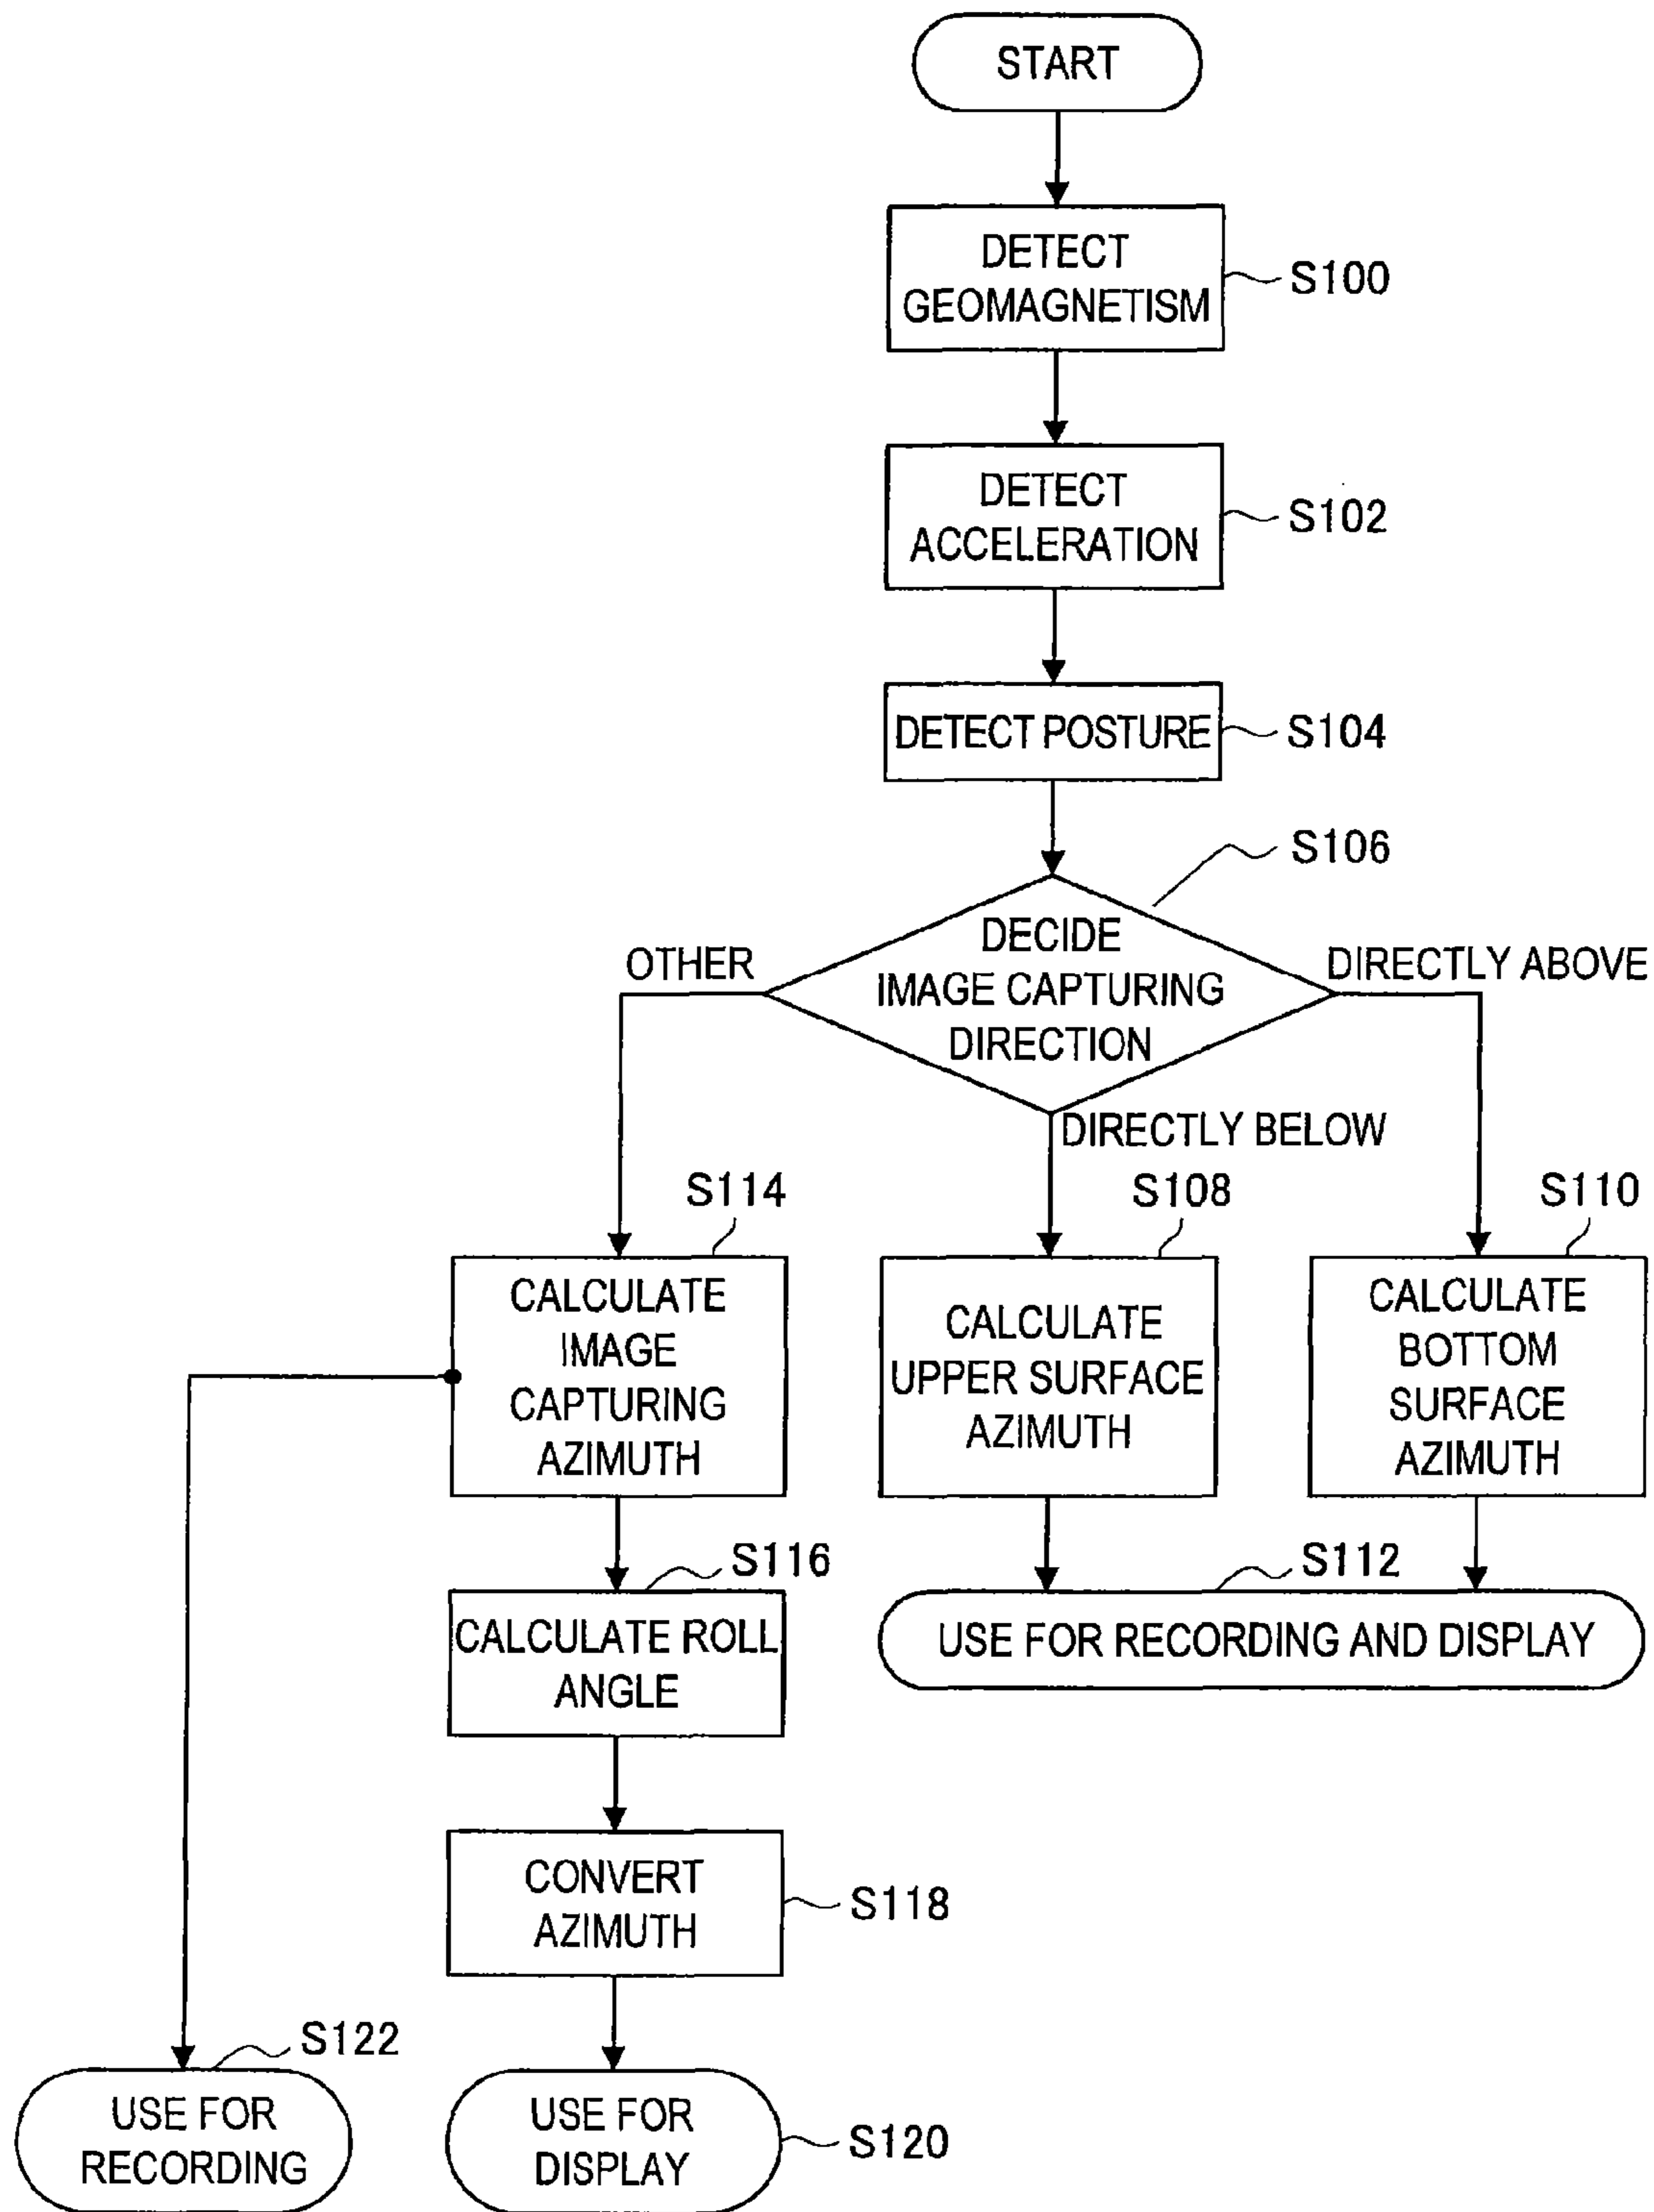 START
DETECT
GEOMAGNETISM
S100
DETECT
ACCELERATION
S102
DETECT POSTURE
S104
S106
DECIDE
IMAGE CAPTURING
DIRECTION
OTHER
DIRECTLY ABOVE
DIRECTLY BELOW
S114
CALCULATE
IMAGE
CAPTURING
AZIMUTH
S108
CALCULATE
UPPER SURFACE
AZIMUTH
S110
CALCULATE
BOTTOM
SURFACE
AZIMUTH
S116
CALCULATE ROLL
ANGLE
S112
USE FOR RECORDING AND DISPLAY
CONVERT
AZIMUTH
S118
S122
USE FOR
RECORDING
USE FOR
DISPLAY
S120